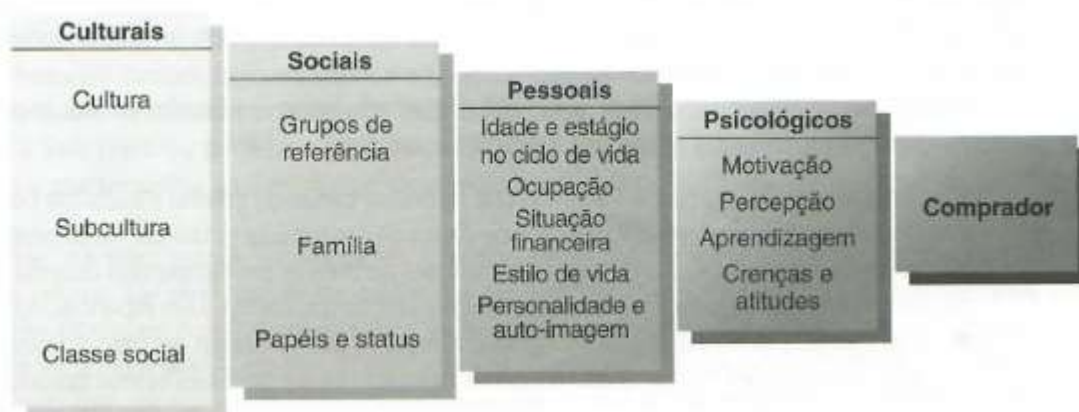 Culturais
Cultura
Subcultura
Classe social
Sociais
Grupos de
referência
Família
Papéis e status
Pessoais
Idade e estágio
no ciclo de vida
Ocupação
Situação
financeira
Estilo de vida
Personalidade e
auto-imagem
Psicológicos
Motivação
Percepção
Aprendizagem
Crenças e
atitudes
Comprador